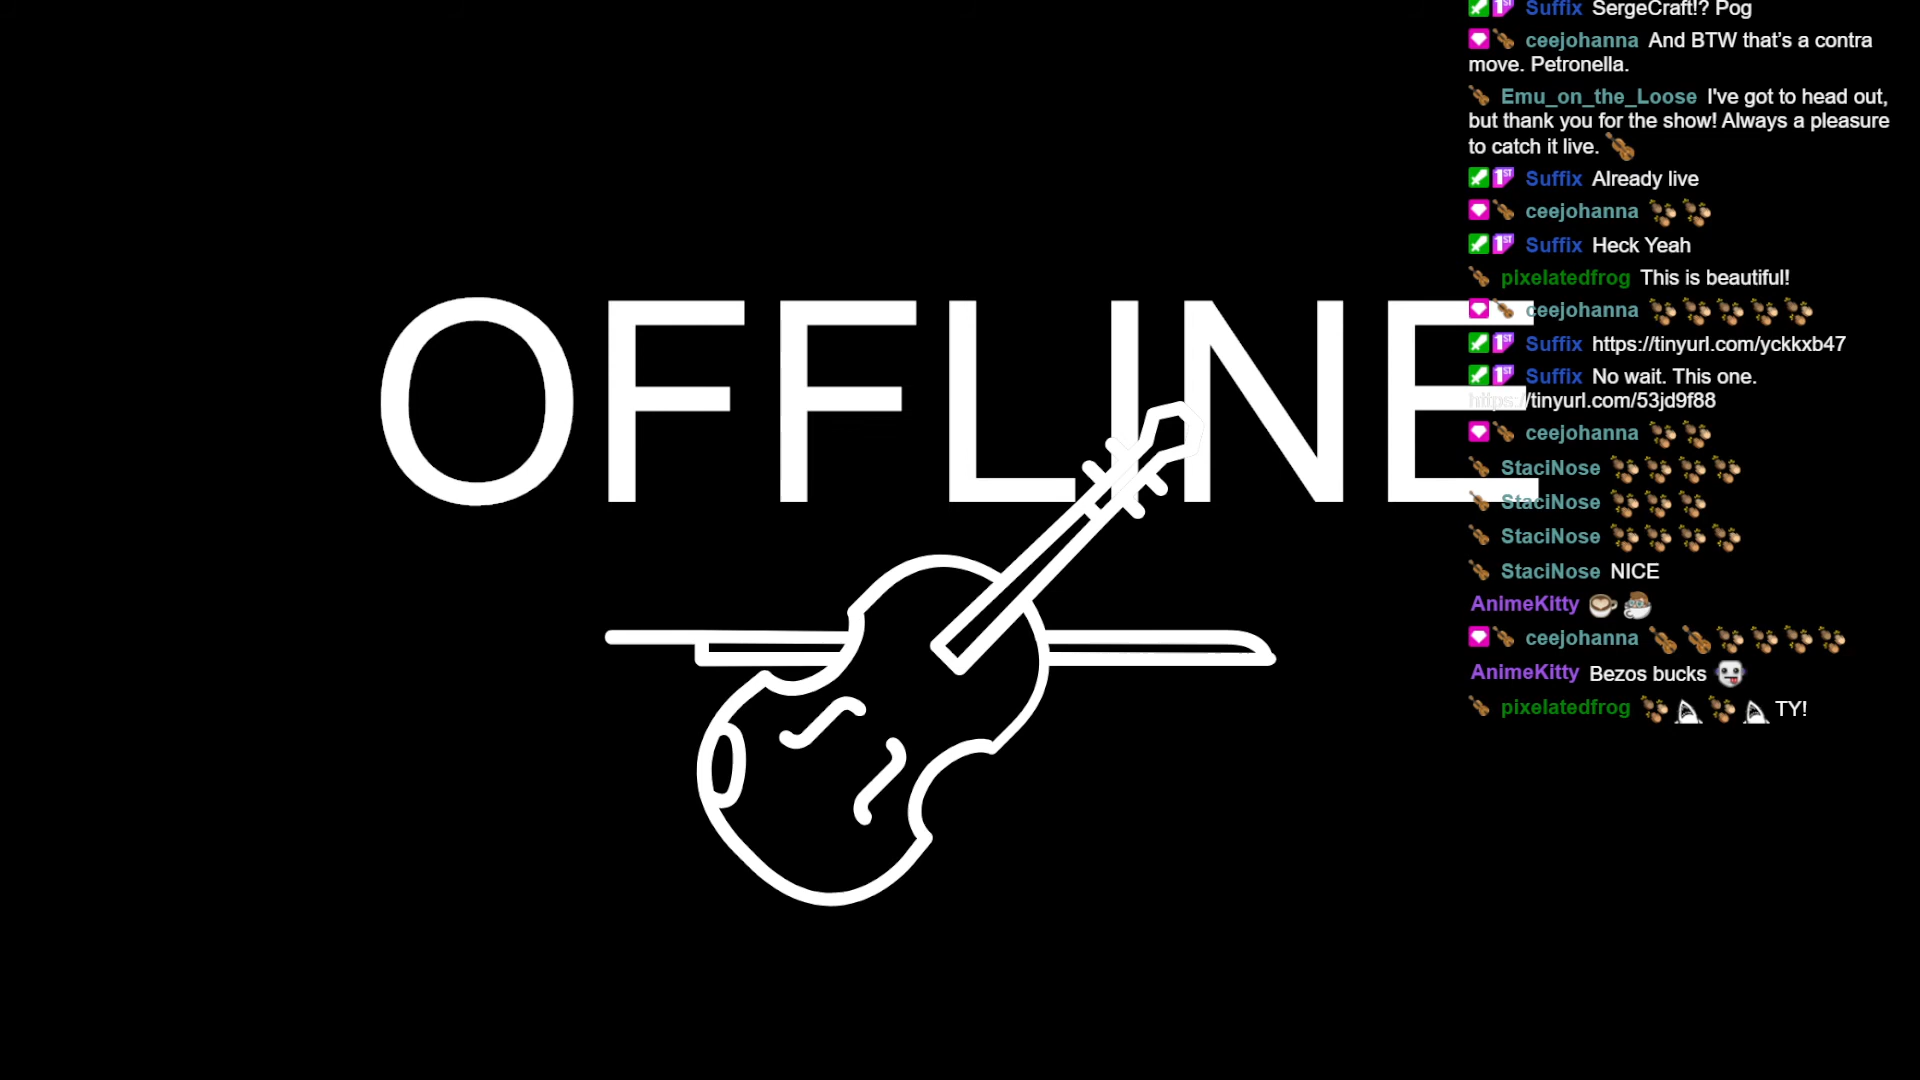 Suffix SergeCraft!? Pog
ceejohanna And BTW that's a contra
move. Petronella.
Emu_on_the_Loose I've got to head out,
but thank you for the show! Always a pleasure
to catch it live.
Suffix Already live
ceejohanna
Suffix Heck Yeah
pixelatedfrog This is beautiful!
ceejohanna
Suffix https://tinyurl.com/yckkxb47
Suffix No wait. This one.
https://tinyurl.com/53jd9f88
ceejohanna
StaciNose
StaciNose
StaciNose
StaciNose NICE
AnimeKitty
ceejohanna
AnimeKitty Bezos bucks
pixelatedfrog TY!
OFFLINE